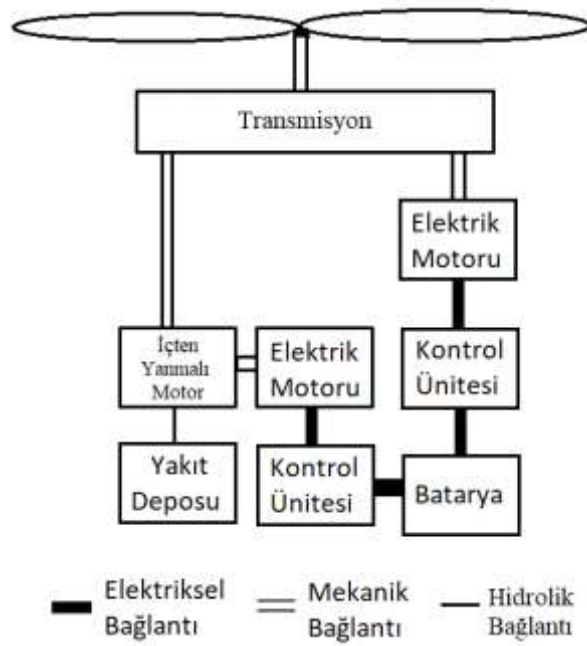 Transmisyon
Elektrik
Motoru
İçten
Yanmalı
Motor
Elektrik
Motoru
Kontrol
Ünitesi
Yakıt
Deposu
Kontrol
Ünitesi
Batarya
Elektriksel
Bağlantı
Mekanik
Bağlantı
Hidrolik
Bağlantı